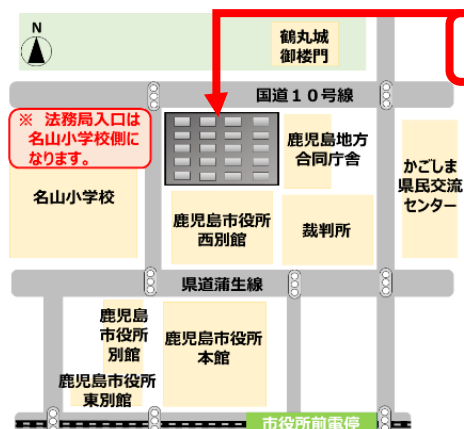 N
鶴丸城
御楼門
国道１０号線
※ 法務局入口は
名山小学校側に
なります。
名山小学校
鹿児島地方
合同庁舎
かごしま
県民交流
センター
鹿児島市役所
西別館
裁判所
県道蒲生線
鹿児島
市役所
別館
鹿児島市役所
本館
鹿児島市役所
東別館
市役所前電停